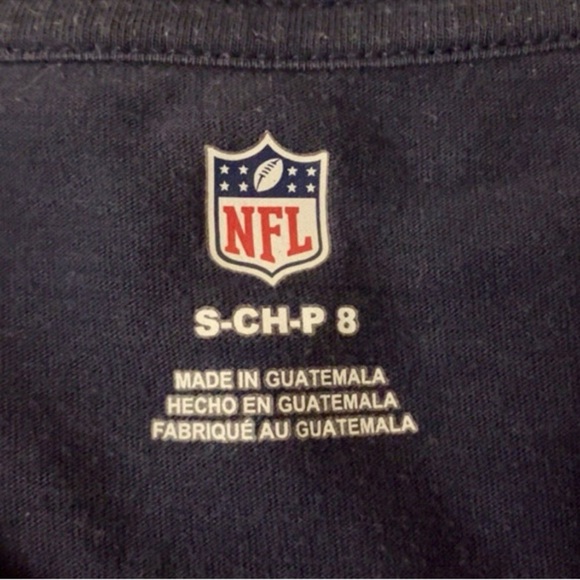 NFL
S-CH-P 8
MADE IN GUATEMALA
HECHO EN GUATEMALA
FABRIQUÉ AU GUATEMALA